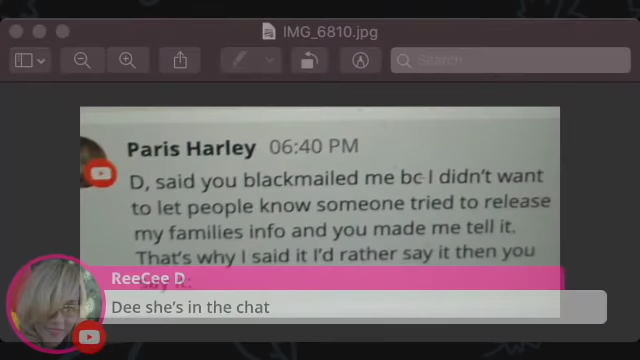 IMG_6810.jpg
Search
Paris Harley 06:40 PM
D, said you blackmailed me bc I didn't want
to let people know someone tried to release
my families info and you made me tell it.
That's why I said it I'd rather say it then you
ReeCee D
Dee she's in the chat